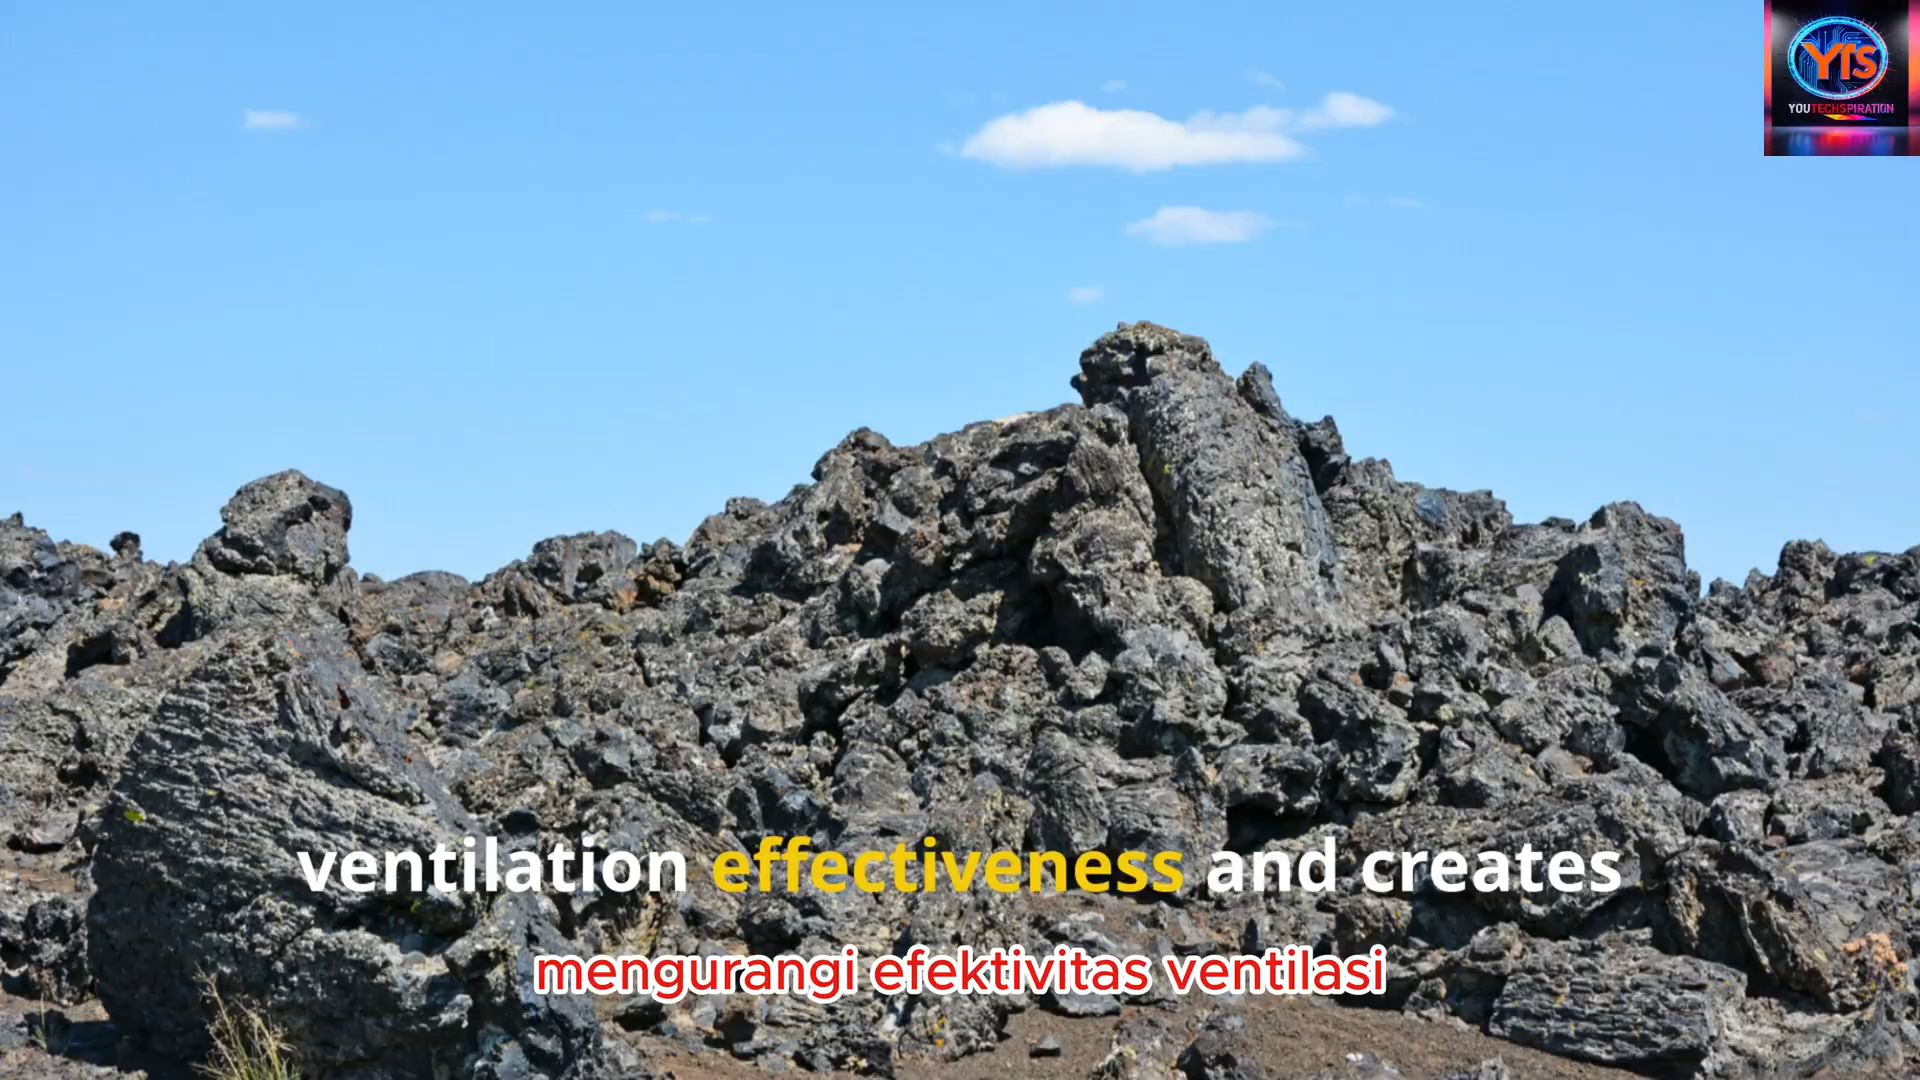 YTS
YOUTECHSPIRATION
ventilation effectiveness and creates
mengurangi efektivitas ventilasi